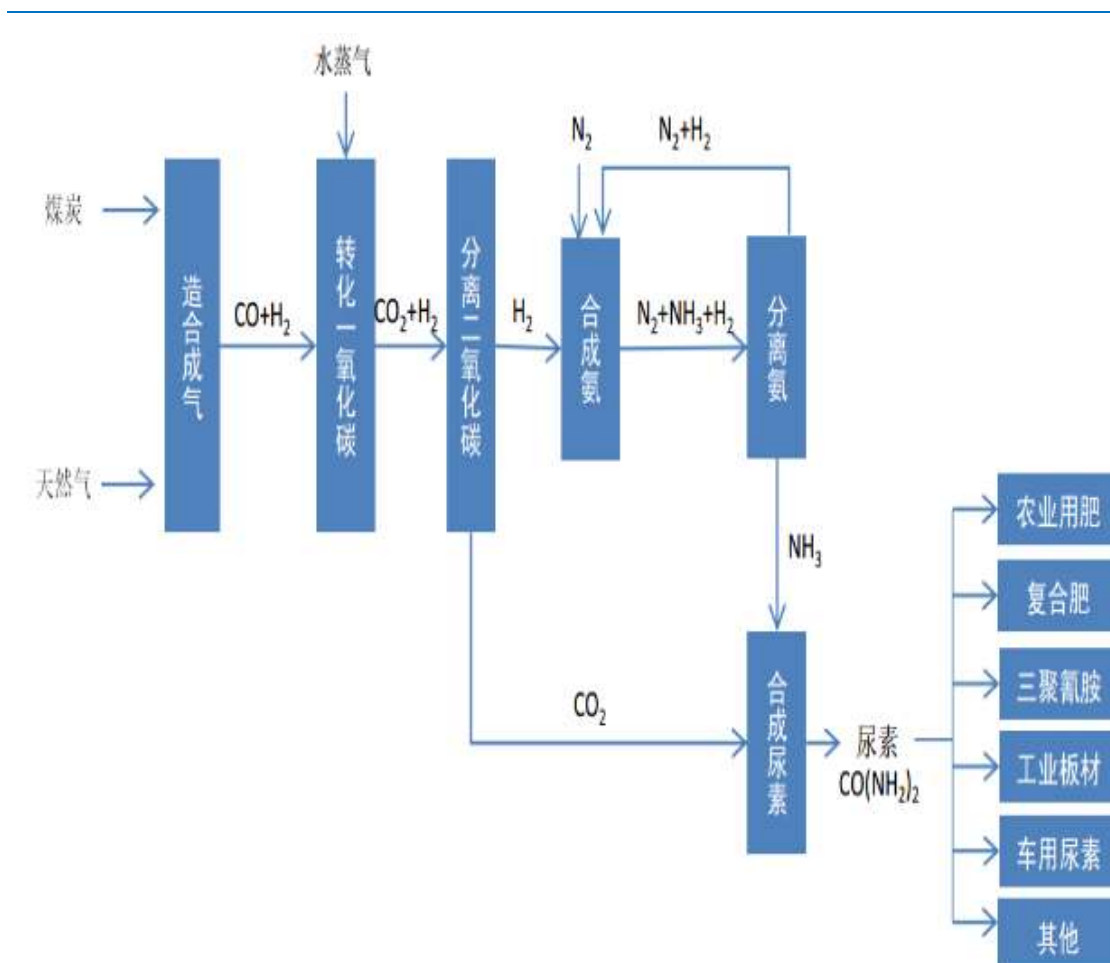 水蒸气
N₂
N₂+H₂
煤炭
造合成气
CO+H₂
转化一氧化碳
CO₂+H₂
分离二氧化碳
H₂
合成氨
N₂+NH₃+H₂
分离氨
天然气
NH₃
CO₂
合成尿素
尿素
CO(NH₂)₂
农业用肥
复合肥
三聚氰胺
工业板材
车用尿素
其他